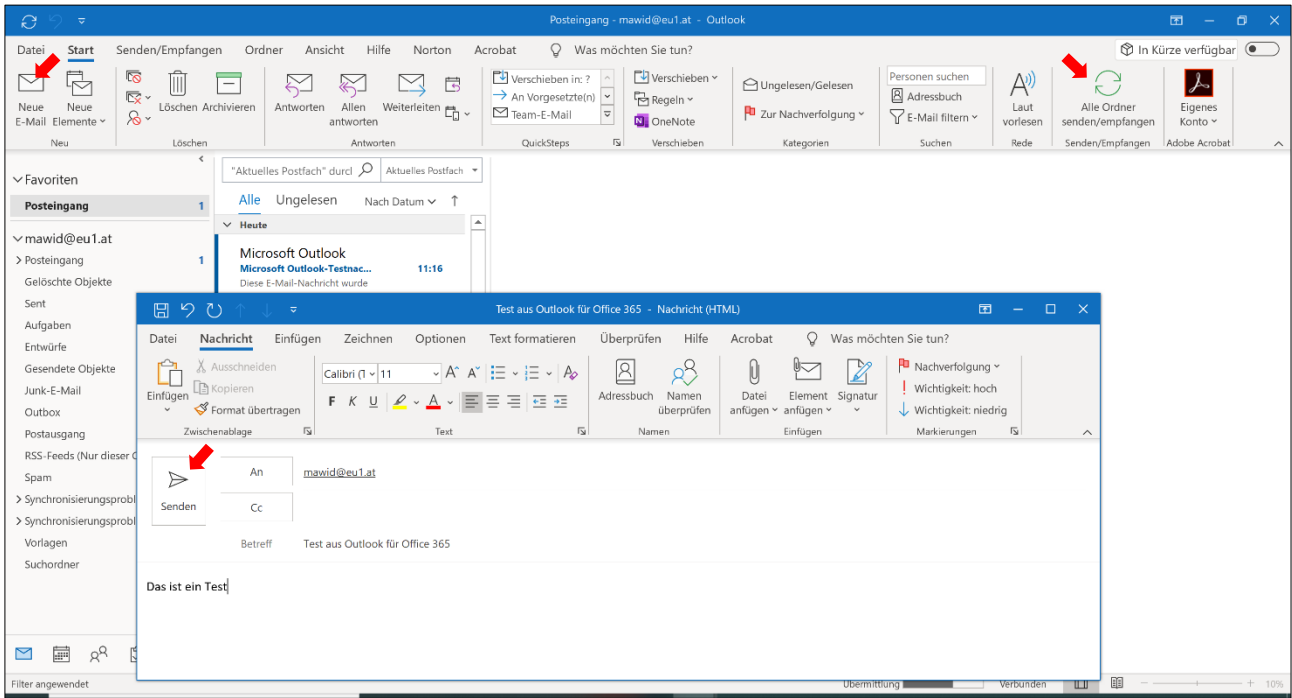 Posteingang - mawid@eu1.at - Outlook
Datei Start Senden/Empfangen Ordner Ansicht Hilfe Norton Acrobat Was möchten Sie tun? In Kürze verfügbar
Neue E-Mail
Neue Elemente
Neu
Löschen Archivieren
Löschen
Antworten
Allen antworten
Weiterleiten
Antworten
Verschieben in: ?
An Vorgesetzte(n)
Team-E-Mail
QuickSteps
Verschieben
Regeln
OneNote
Verschieben
Ungelesen/Gelesen
Zur Nachverfolgung
Kategorien
Personen suchen
Adressbuch
E-Mail filtern
Suchen
Laut vorlesen
Rede
Alle Ordner senden/empfangen
Senden/Empfangen
Eigenes Konto
Adobe Acrobat
Favoriten
Posteingang 1
mawid@eu1.at
Posteingang 1
Gelöschte Objekte
Sent
Aufgaben
Entwürfe
Gesendete Objekte
Junk-E-Mail
Outbox
Postausgang
RSS-Feeds (Nur dieser
Spam
Synchronisierungsprobl
Synchronisierungsprobl
Vorlagen
Suchordner
"Aktuelles Postfach" durcl Aktuelles Postfach
Alle Ungelesen Nach Datum
Heute
Microsoft Outlook
Microsoft Outlook-Testnac... 11:16
Diese E-Mail-Nachricht wurde
Test aus Outlook für Office 365 - Nachricht (HTML)
Datei Nachricht Einfügen Zeichnen Optionen Text formatieren Überprüfen Hilfe Acrobat Was möchten Sie tun?
Einfügen
Ausschneiden
Kopieren
Format übertragen
Zwischenablage
Calibri (T 11
F K U A
Text
Adressbuch
Namen überprüfen
Namen
Datei anfügen
Element anfügen
Signatur
Einfügen
Nachverfolgung
Wichtigkeit: hoch
Wichtigkeit: niedrig
Markierungen
Senden
An mawid@eu1.at
Cc
Betreff Test aus Outlook für Office 365
Das ist ein Test
Filter angewendet Übermittlung Verbunden 10%